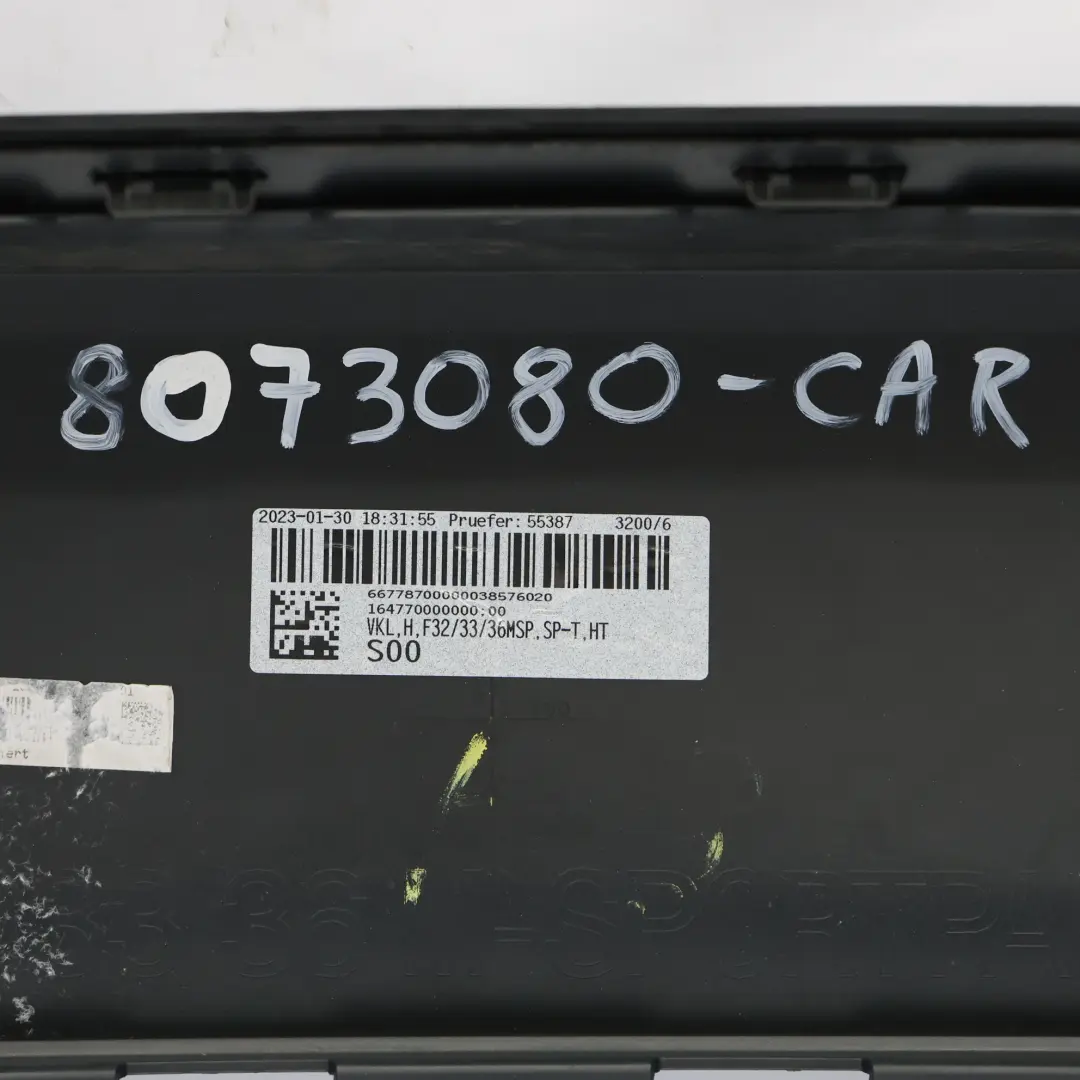 8073080-CAR
2023-01-30 18:31:55 Pruefer: 55387 3200/6
66778700000038576020
164770000000:00
VKL,H,F32/33/36MSP,SP-T,HT
S00